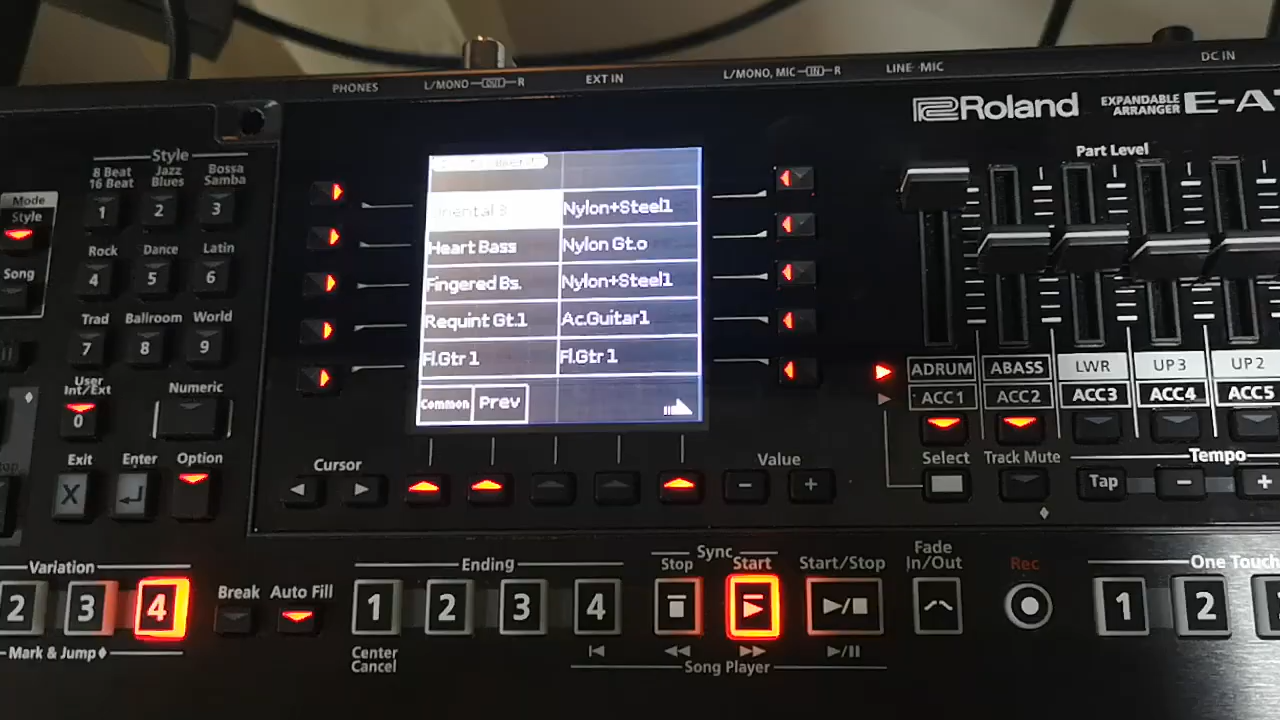 PHONES
L/MONO OUT R
EXT IN
L/MONO, MIC IN R
LINE MIC
DC IN
Roland
EXPANDABLE
ARRANGER
E-A7
Part Level
Style
8 Beat
16 Beat
Jazz
Blues
Bossa
Samba
1
2
3
Rock
Dance
Latin
4
5
6
Trad
Ballroom
World
7
8
9
User
Int/Ext
Numeric
0
Exit
Enter
Option
X
Mode
Style
Song
Oriental 3
Nylon+Steel1
Heart Bass
Nylon Gt.o
Fingered Bs.
Nylon+Steel1
Requint Gt.1
Ac.Guitar1
Fl.Gtr 1
Fl.Gtr 1
Common
Prev
Cursor
Value
ADRUM
ABASS
LWR
UP3
UP2
ACC1
ACC2
ACC3
ACC4
ACC5
Select
Track Mute
Tempo
Tap
−
+
Variation
2
3
4
Mark & Jump
Break
Auto Fill
Ending
1
2
3
4
Center
Cancel
Sync
Stop
Start
Start/Stop
Song Player
Fade
In/Out
Rec
One Touch
1
2